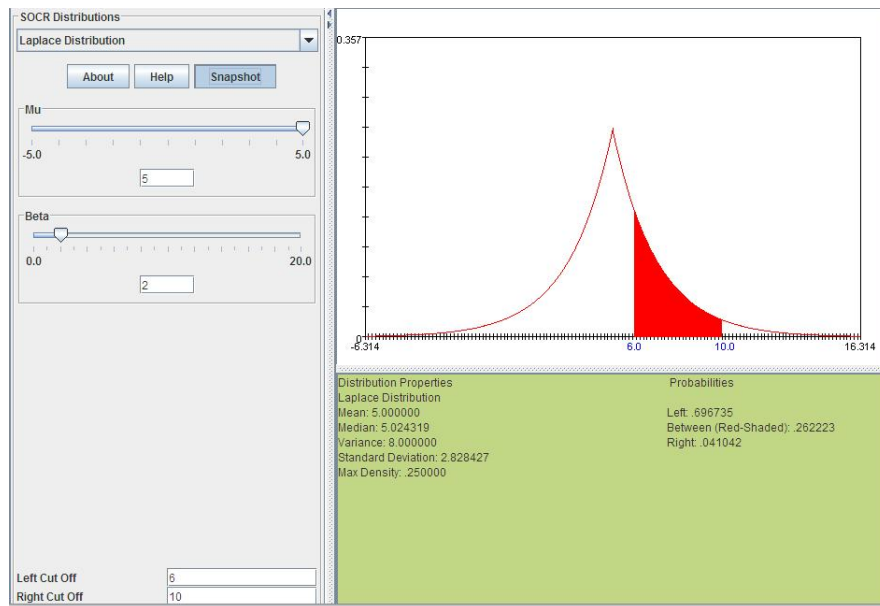 SOCR Distributions
Laplace Distribution
About Help Snapshot
Mu
-5.0 5.0
5
Beta
0.0 20.0
2
Left Cut Off 6
Right Cut Off 10
0.357
0
-6.314 6.0 10.0 16.314
Distribution Properties Probabilities
Laplace Distribution
Mean: 5.000000 Left: .696735
Median: 5.024319 Between (Red-Shaded): .262223
Variance: 8.000000 Right: .041042
Standard Deviation: 2.828427
Max Density: .250000